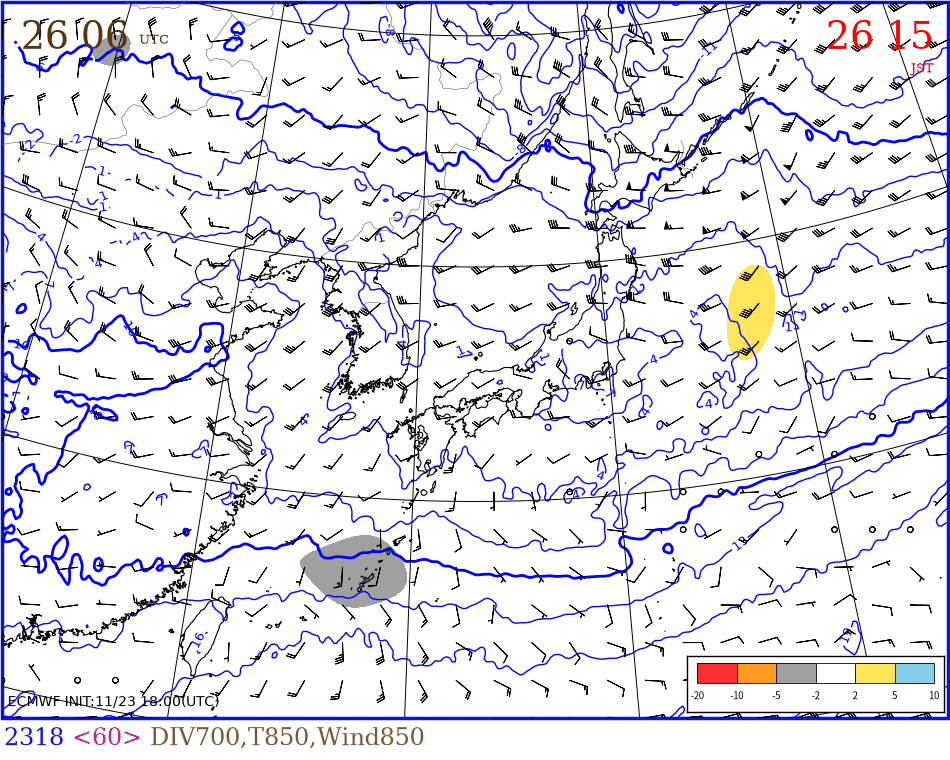 26 06 UTC
26 15 JST
-20 -10 -5 -2 2 5 10
ECMWF INIT:11/23 18:00(UTC)
2318 <60> DIV700,T850,Wind850